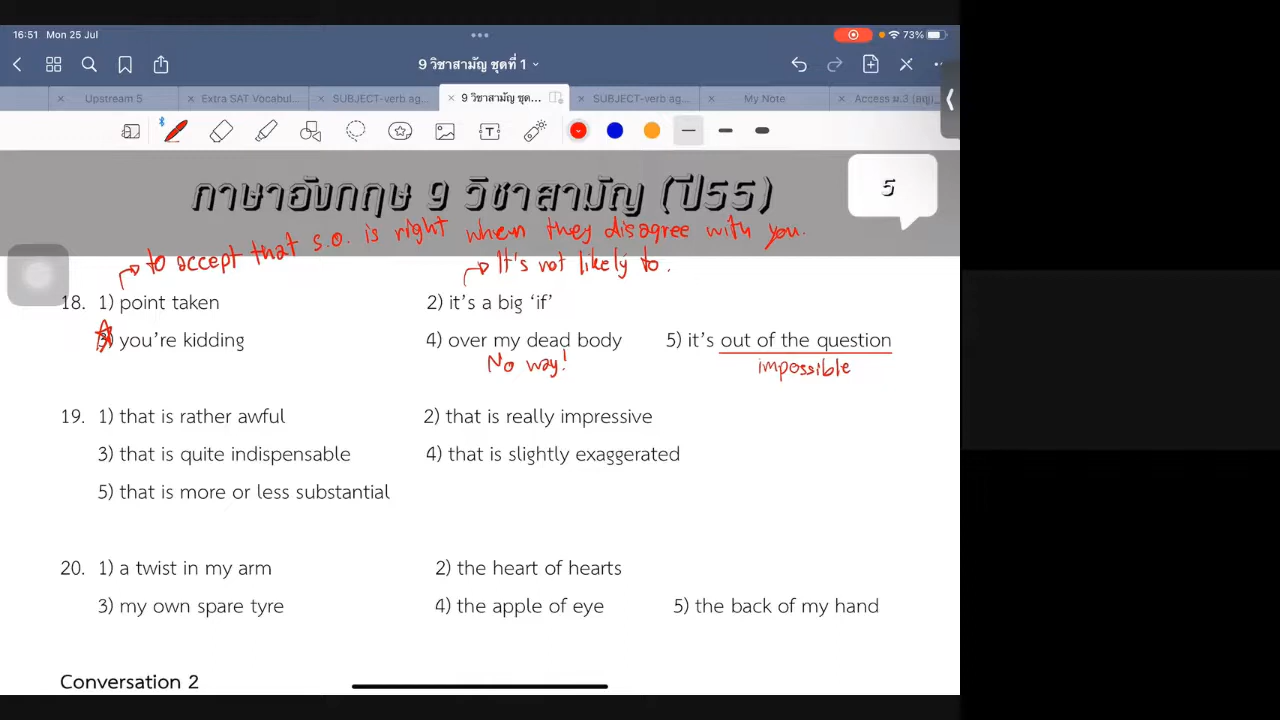 16:51 Mon 25 Jul
73%
9 วิชาสามัญ ชุดที่ 1
Upstream 5
Extra SAT Vocabul...
SUBJECT-verb ag...
9 วิชาสามัญ ชุด...
SUBJECT-verb ag...
My Note
Access ม.3 (อญ)_
ภาษาอังกฤษ 9 วิชาสามัญ (ปี55)
5
to accept that s.o. is right when they disagree with you.
It's not likely to.
18. 1) point taken 2) it's a big 'if'
3) you're kidding 4) over my dead body 5) it's out of the question
No way! impossible
19. 1) that is rather awful 2) that is really impressive
3) that is quite indispensable 4) that is slightly exaggerated
5) that is more or less substantial
20. 1) a twist in my arm 2) the heart of hearts
3) my own spare tyre 4) the apple of eye 5) the back of my hand
Conversation 2